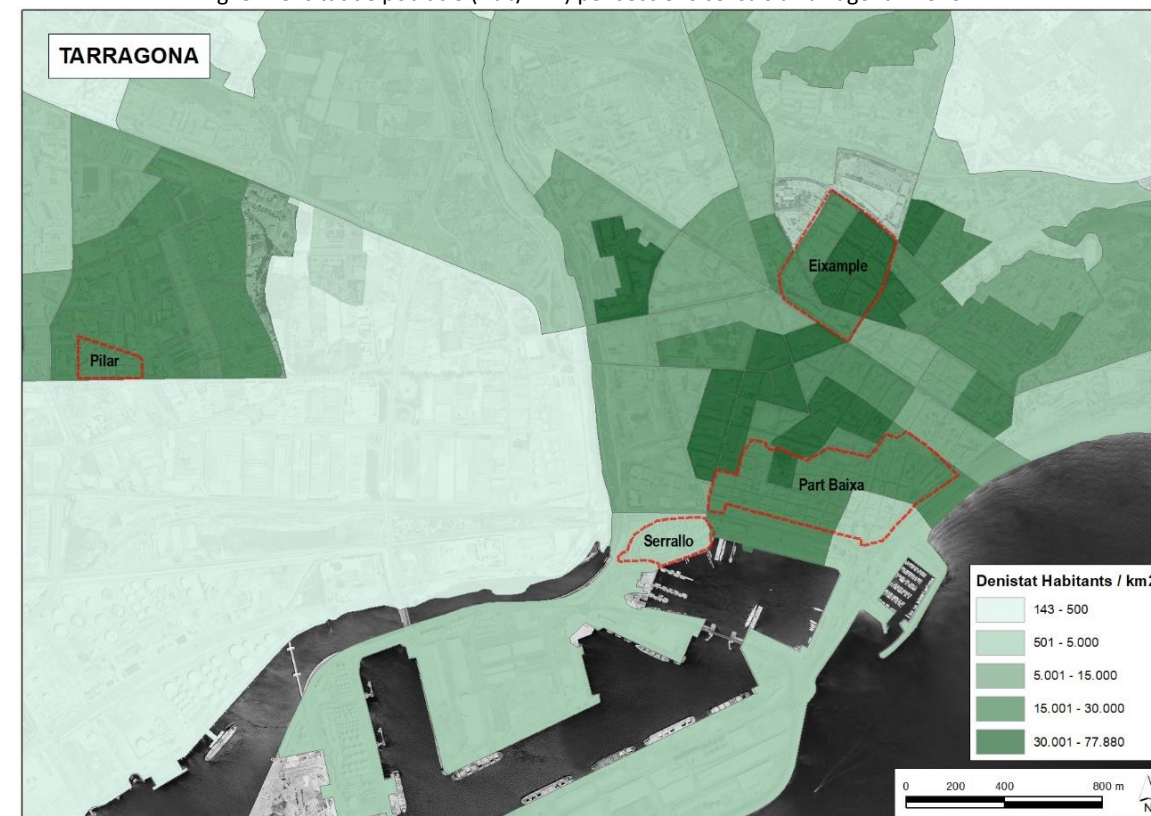 TARRAGONA
Eixample
Pilar
Part Baixa
Serrallo
Denistat Habitants / km2
143 - 500
501 - 5.000
5.001 - 15.000
15.001 - 30.000
30.001 - 77.880
0 200 400 800 m
N